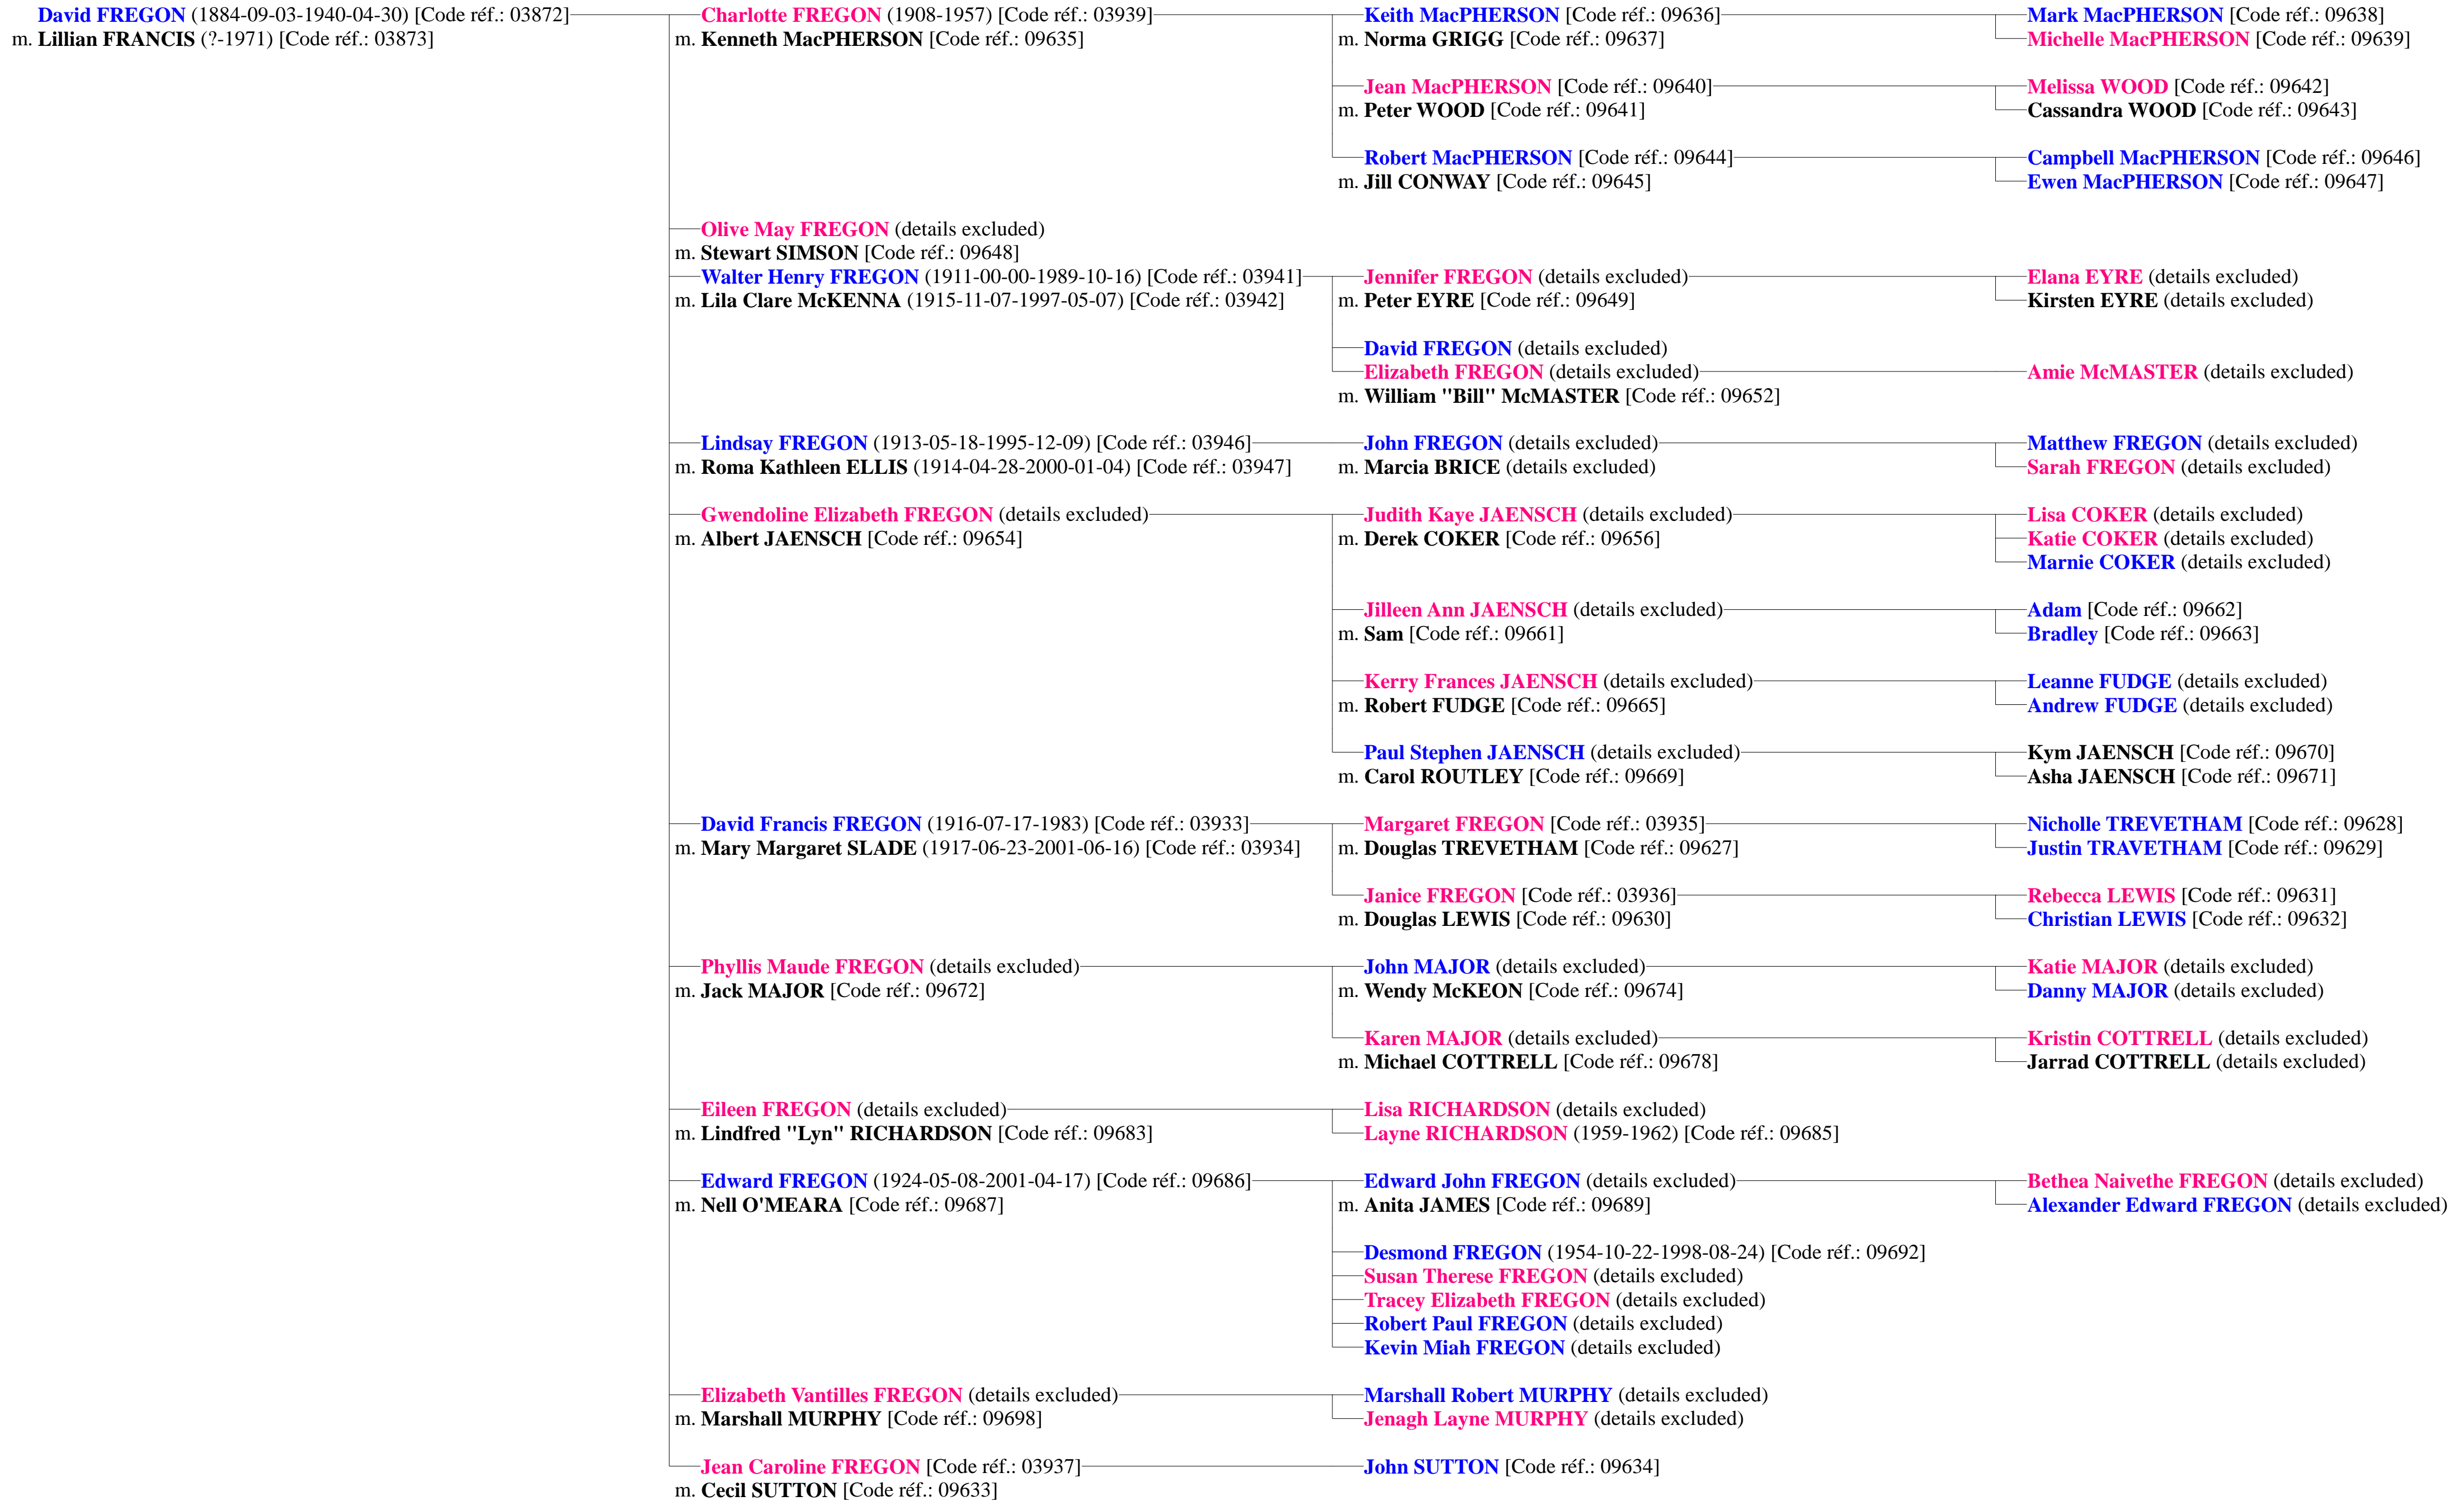 David FREGON (1884-09-03-1940-04-30) [Code réf.: 03872] Charlotte FREGON (1908-1957) [Code réf.: 03939] Keith MacPHERSON [Code réf.: 09636] Mark MacPHERSON [Code réf.: 09638]
m. Lillian FRANCIS (?-1971) [Code réf.: 03873] m. Kenneth MacPHERSON [Code réf.: 09635] m. Norma GRIGG [Code réf.: 09637] Michelle MacPHERSON [Code réf.: 09639]
Jean MacPHERSON [Code réf.: 09640] Melissa WOOD [Code réf.: 09642]
m. Peter WOOD [Code réf.: 09641] Cassandra WOOD [Code réf.: 09643]
Robert MacPHERSON [Code réf.: 09644] Campbell MacPHERSON [Code réf.: 09646]
m. Jill CONWAY [Code réf.: 09645] Ewen MacPHERSON [Code réf.: 09647]
Olive May FREGON (details excluded)
m. Stewart SIMSON [Code réf.: 09648]
Walter Henry FREGON (1911-00-00-1989-10-16) [Code réf.: 03941] Jennifer FREGON (details excluded) Elana EYRE (details excluded)
m. Lila Clare McKENNA (1915-11-07-1997-05-07) [Code réf.: 03942] m. Peter EYRE [Code réf.: 09649] Kirsten EYRE (details excluded)
David FREGON (details excluded)
Elizabeth FREGON (details excluded) Amie McMASTER (details excluded)
m. William "Bill" McMASTER [Code réf.: 09652]
Lindsay FREGON (1913-05-18-1995-12-09) [Code réf.: 03946] John FREGON (details excluded) Matthew FREGON (details excluded)
m. Roma Kathleen ELLIS (1914-04-28-2000-01-04) [Code réf.: 03947] m. Marcia BRICE (details excluded) Sarah FREGON (details excluded)
Gwendoline Elizabeth FREGON (details excluded) Judith Kaye JAENSCH (details excluded) Lisa COKER (details excluded)
m. Albert JAENSCH [Code réf.: 09654] m. Derek COKER [Code réf.: 09656] Katie COKER (details excluded)
Marnie COKER (details excluded)
Jilleen Ann JAENSCH (details excluded) Adam [Code réf.: 09662]
m. Sam [Code réf.: 09661] Bradley [Code réf.: 09663]
Kerry Frances JAENSCH (details excluded) Leanne FUDGE (details excluded)
m. Robert FUDGE [Code réf.: 09665] Andrew FUDGE (details excluded)
Paul Stephen JAENSCH (details excluded) Kym JAENSCH [Code réf.: 09670]
m. Carol ROUTLEY [Code réf.: 09669] Asha JAENSCH [Code réf.: 09671]
David Francis FREGON (1916-07-17-1983) [Code réf.: 03933] Margaret FREGON [Code réf.: 03935] Nicholle TREVETHAM [Code réf.: 09628]
m. Mary Margaret SLADE (1917-06-23-2001-06-16) [Code réf.: 03934] m. Douglas TREVETHAM [Code réf.: 09627] Justin TRAVETHAM [Code réf.: 09629]
Janice FREGON [Code réf.: 03936] Rebecca LEWIS [Code réf.: 09631]
m. Douglas LEWIS [Code réf.: 09630] Christian LEWIS [Code réf.: 09632]
Phyllis Maude FREGON (details excluded) John MAJOR (details excluded) Katie MAJOR (details excluded)
m. Jack MAJOR [Code réf.: 09672] m. Wendy McKEON [Code réf.: 09674] Danny MAJOR (details excluded)
Karen MAJOR (details excluded) Kristin COTTRELL (details excluded)
m. Michael COTTRELL [Code réf.: 09678] Jarrad COTTRELL (details excluded)
Eileen FREGON (details excluded) Lisa RICHARDSON (details excluded)
m. Lindfred "Lyn" RICHARDSON [Code réf.: 09683] Layne RICHARDSON (1959-1962) [Code réf.: 09685]
Edward FREGON (1924-05-08-2001-04-17) [Code réf.: 09686] Edward John FREGON (details excluded) Bethea Naivethe FREGON (details excluded)
m. Nell O'MEARA [Code réf.: 09687] m. Anita JAMES [Code réf.: 09689] Alexander Edward FREGON (details excluded)
Desmond FREGON (1954-10-22-1998-08-24) [Code réf.: 09692]
Susan Therese FREGON (details excluded)
Tracey Elizabeth FREGON (details excluded)
Robert Paul FREGON (details excluded)
Kevin Miah FREGON (details excluded)
Elizabeth Vantilles FREGON (details excluded) Marshall Robert MURPHY (details excluded)
m. Marshall MURPHY [Code réf.: 09698] Jenagh Layne MURPHY (details excluded)
Jean Caroline FREGON [Code réf.: 03937] John SUTTON [Code réf.: 09634]
m. Cecil SUTTON [Code réf.: 09633]